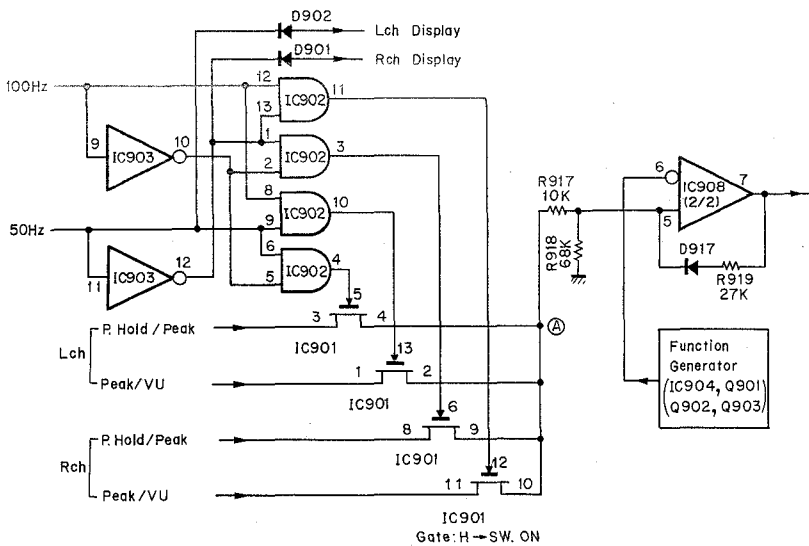 D902
Lch Display
D901
Rch Display
100Hz
12
13
IC902
11
9
IC903
10
1
2
IC902
3
8
9
IC902
10
50Hz
6
5
IC902
4
11
IC903
12
R917
10K
R918
68K
6
5
IC908
(2/2)
7
D917
R919
27K
Lch
P. Hold/Peak
3
5
4
IC901
A
Peak/VU
1
13
2
IC901
Function
Generator
(IC904, Q901)
(Q902, Q903)
Rch
P. Hold/Peak
8
6
9
IC901
Peak/VU
11
12
10
IC901
Gate: H → SW. ON